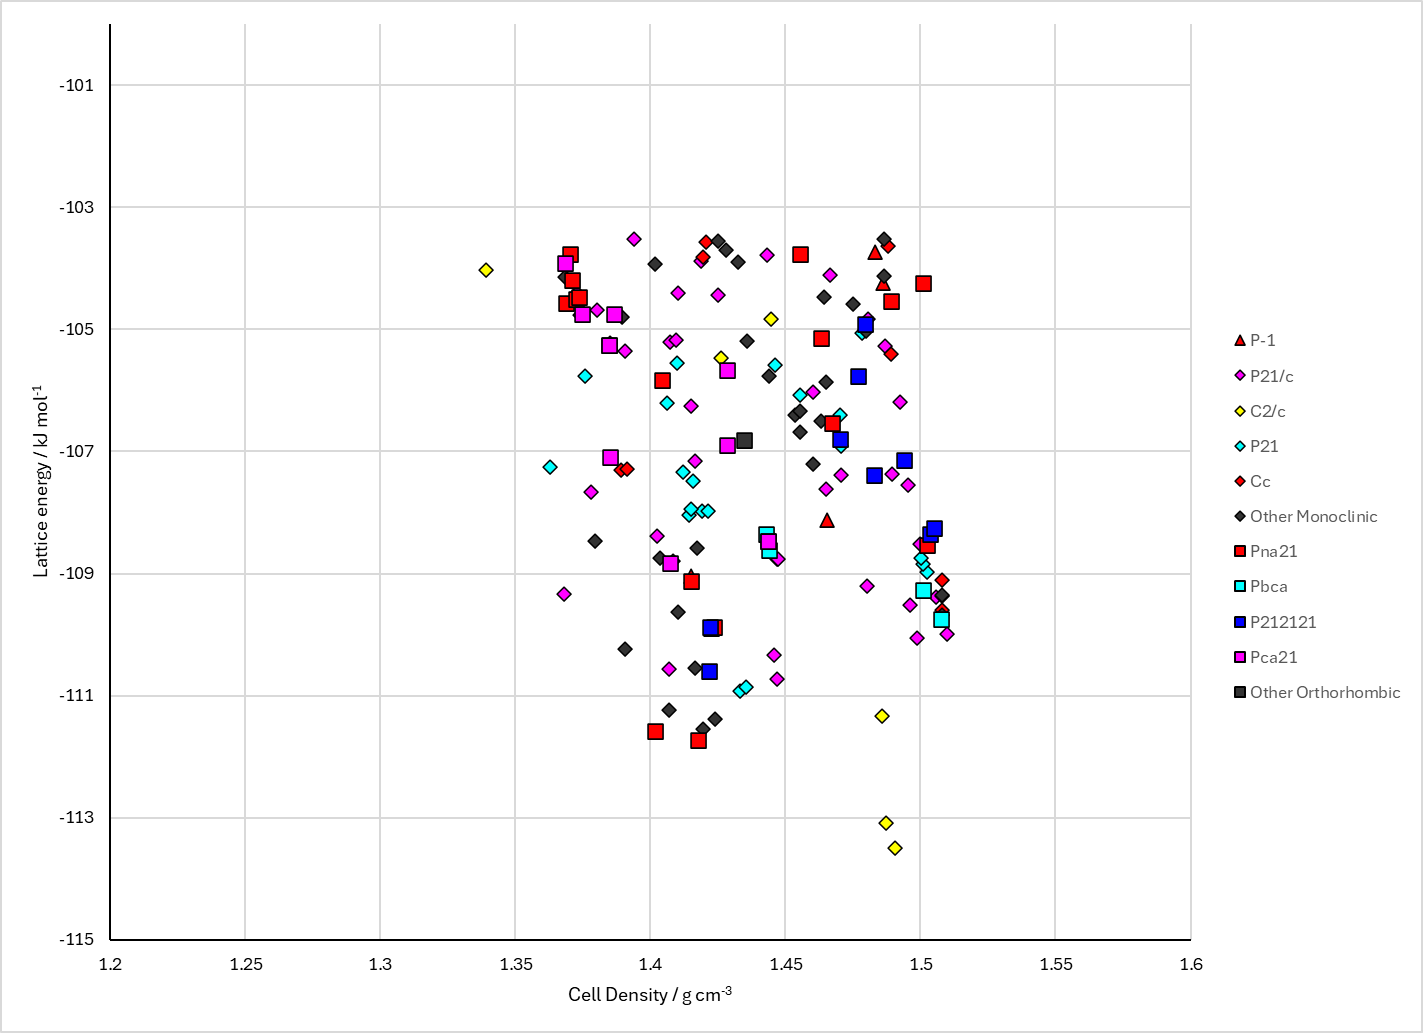 -101
-103
-105
-107
-109
-111
-113
-115
Lattice energy / kJ mol-1
1.2 1.25 1.3 1.35 1.4 1.45 1.5 1.55 1.6
Cell Density / g cm-3
P-1
P21/c
C2/c
P21
Cc
Other Monoclinic
Pna21
Pbca
P212121
Pca21
Other Orthorhombic